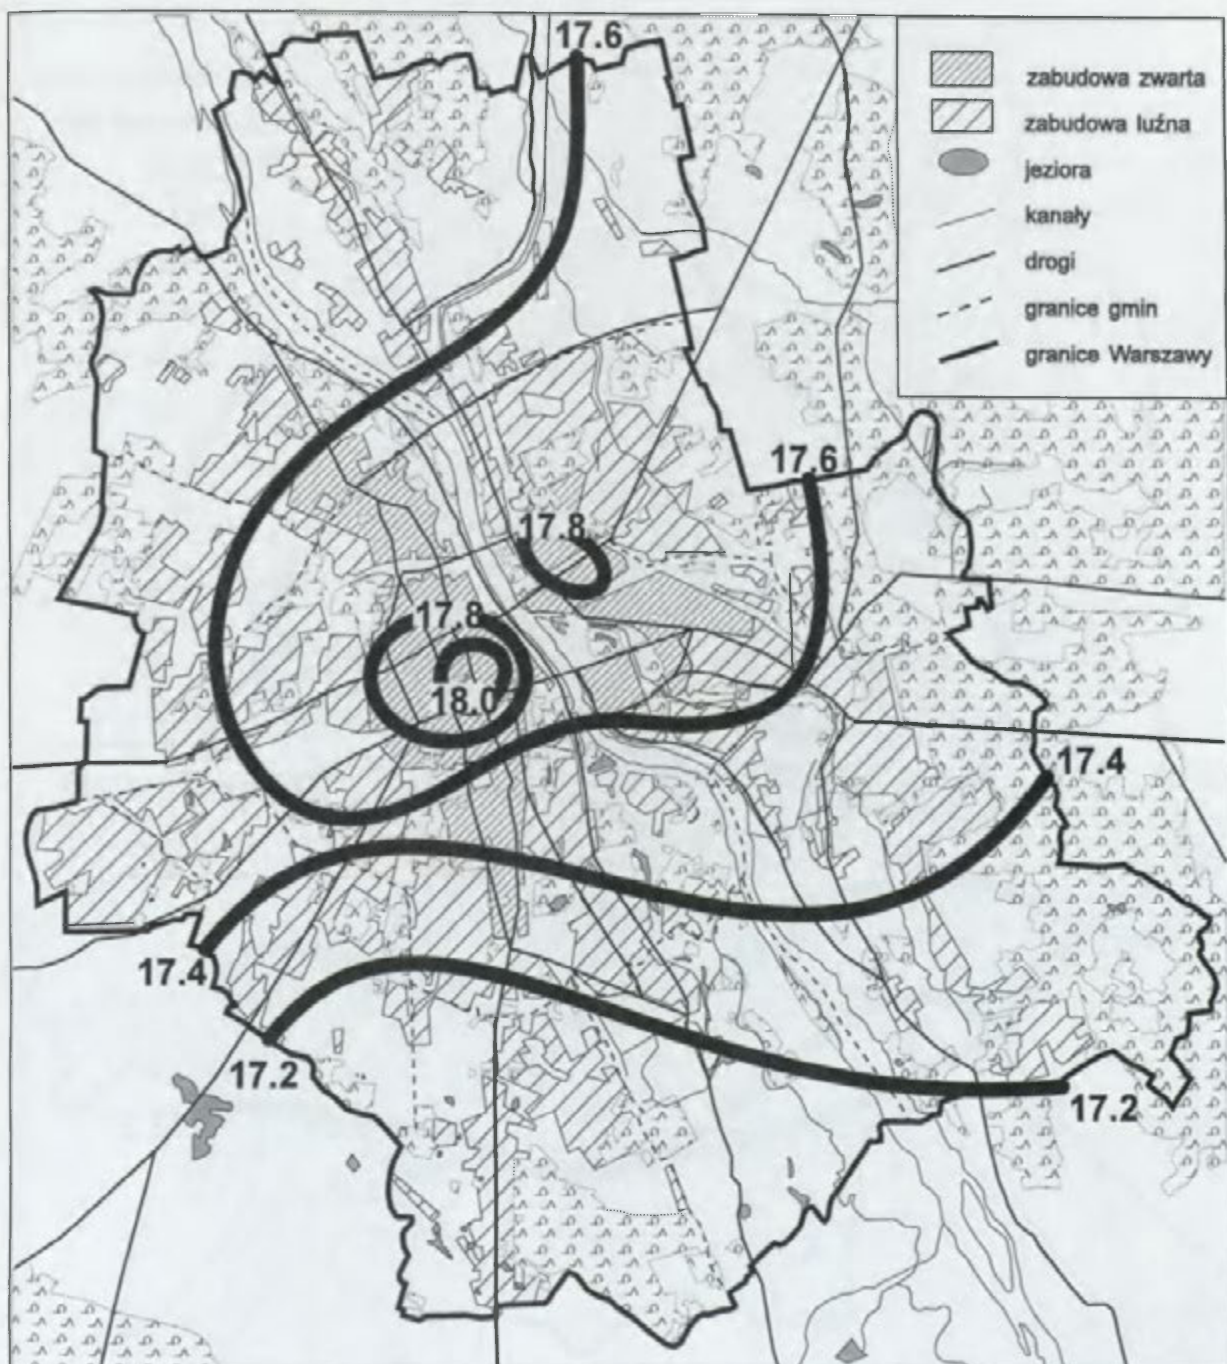 17.6
zabudowa zwarta
zabudowa luźna
jeziora
kanały
drogi
granice gmin
granice Warszawy
17.6
17.8
17.8
18.0
17.4
17.4
17.2
17.2